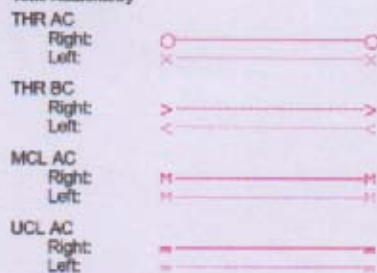 THR AC
Right:
Left:
THR BC
Right:
> >
Left:
< <
MCL AC
Right:
M M
Left:
M M
UCL AC
Right:
m m
Left:
m m